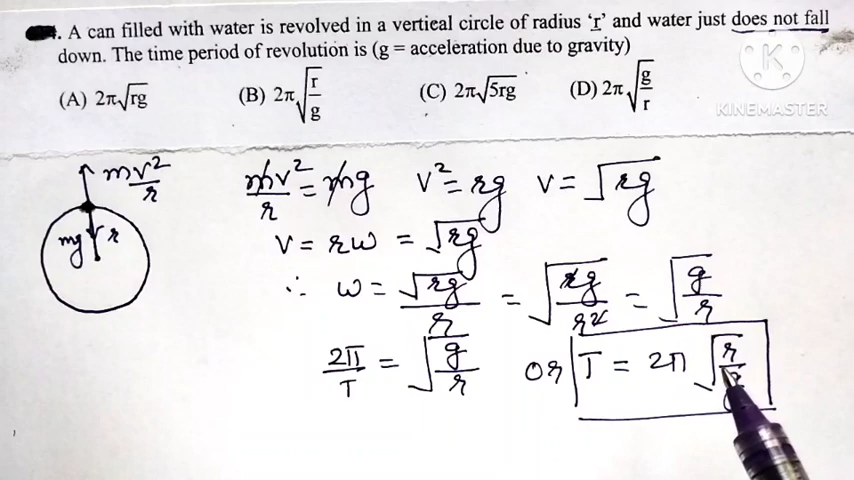 4. A can filled with water is revolved in a vertical circle of radius ‘r’ and water just does not fall
down. The time period of revolution is (g = acceleration due to gravity)
(A) 2π√rg (B) 2π√(r/g) (C) 2π√5rg (D) 2π√(g/r)
K
KINEMASTER
mv²/r
mg r
mv²/r = mg v² = rg v = √rg
v = rω = √rg
∴ ω = √rg/r = √(rg/r²) = √(g/r)
2π/T = √(g/r) or T = 2π √(r/g)